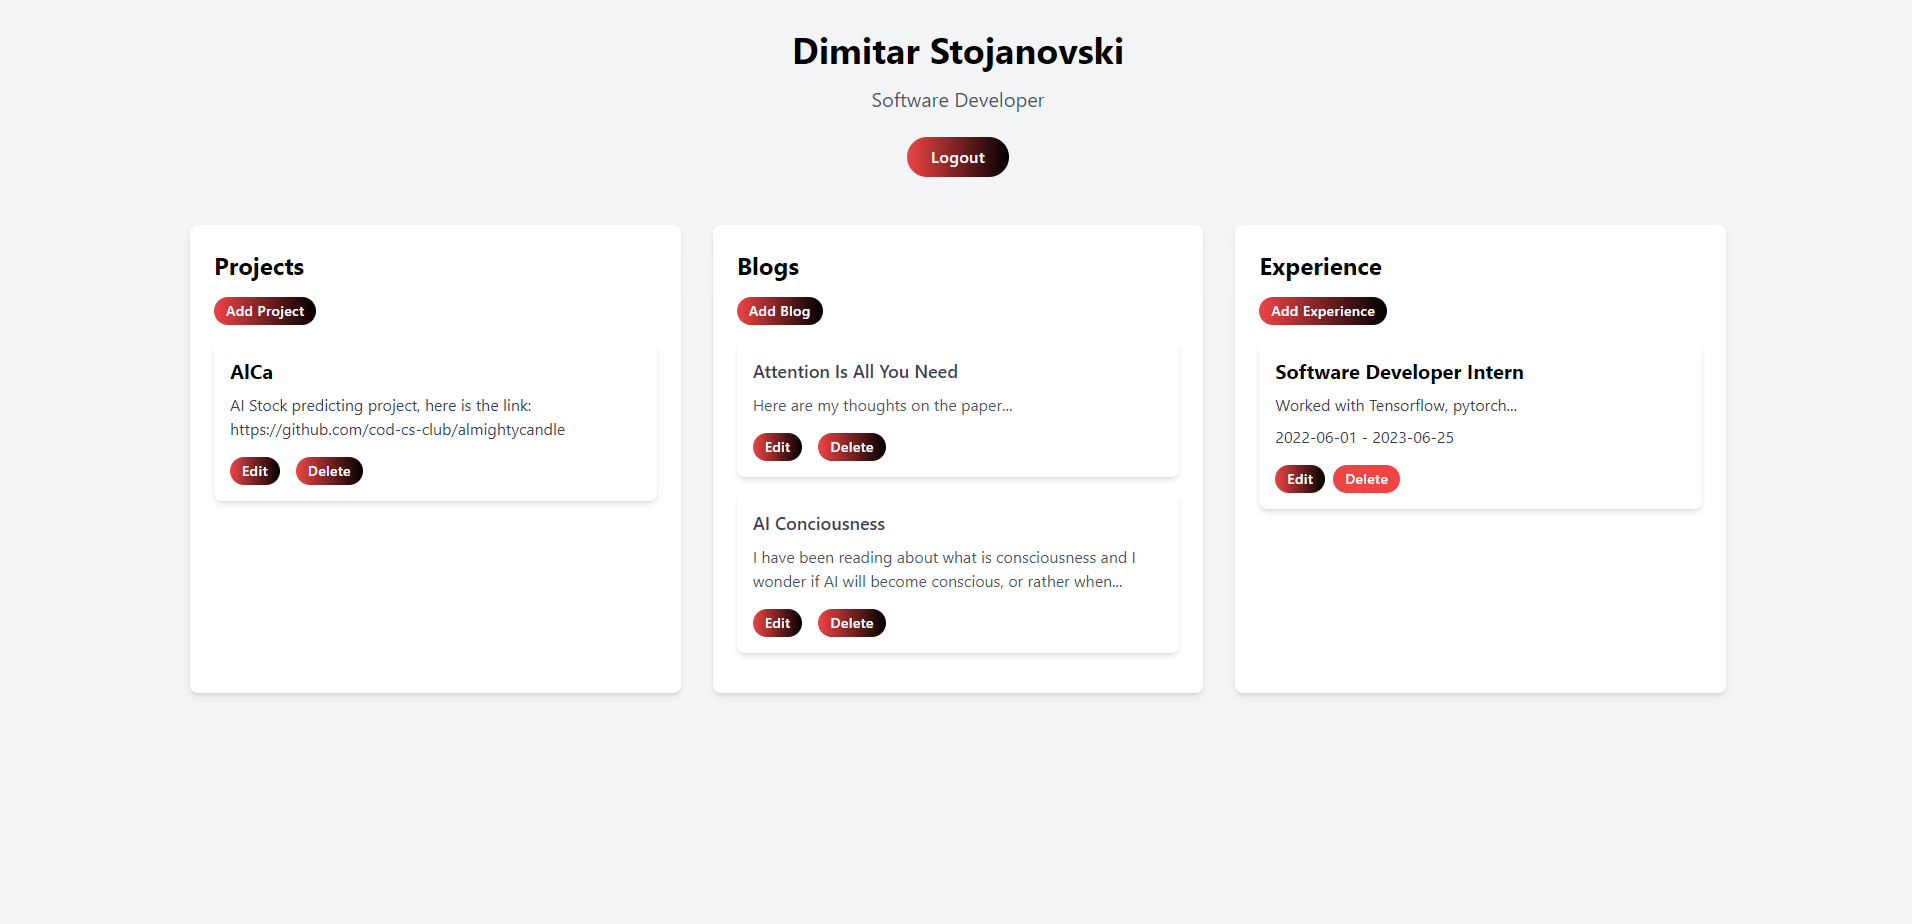 Dimitar Stojanovski
Software Developer
Logout
Projects
Add Project
AlCa
AI Stock predicting project, here is the link:
https://github.com/cod-cs-club/almightycandle
Edit Delete
Blogs
Add Blog
Attention Is All You Need
Here are my thoughts on the paper...
Edit Delete
AI Conciousness
I have been reading about what is consciousness and I
wonder if AI will become conscious, or rather when...
Edit Delete
Experience
Add Experience
Software Developer Intern
Worked with Tensorflow, pytorch...
2022-06-01 - 2023-06-25
Edit Delete